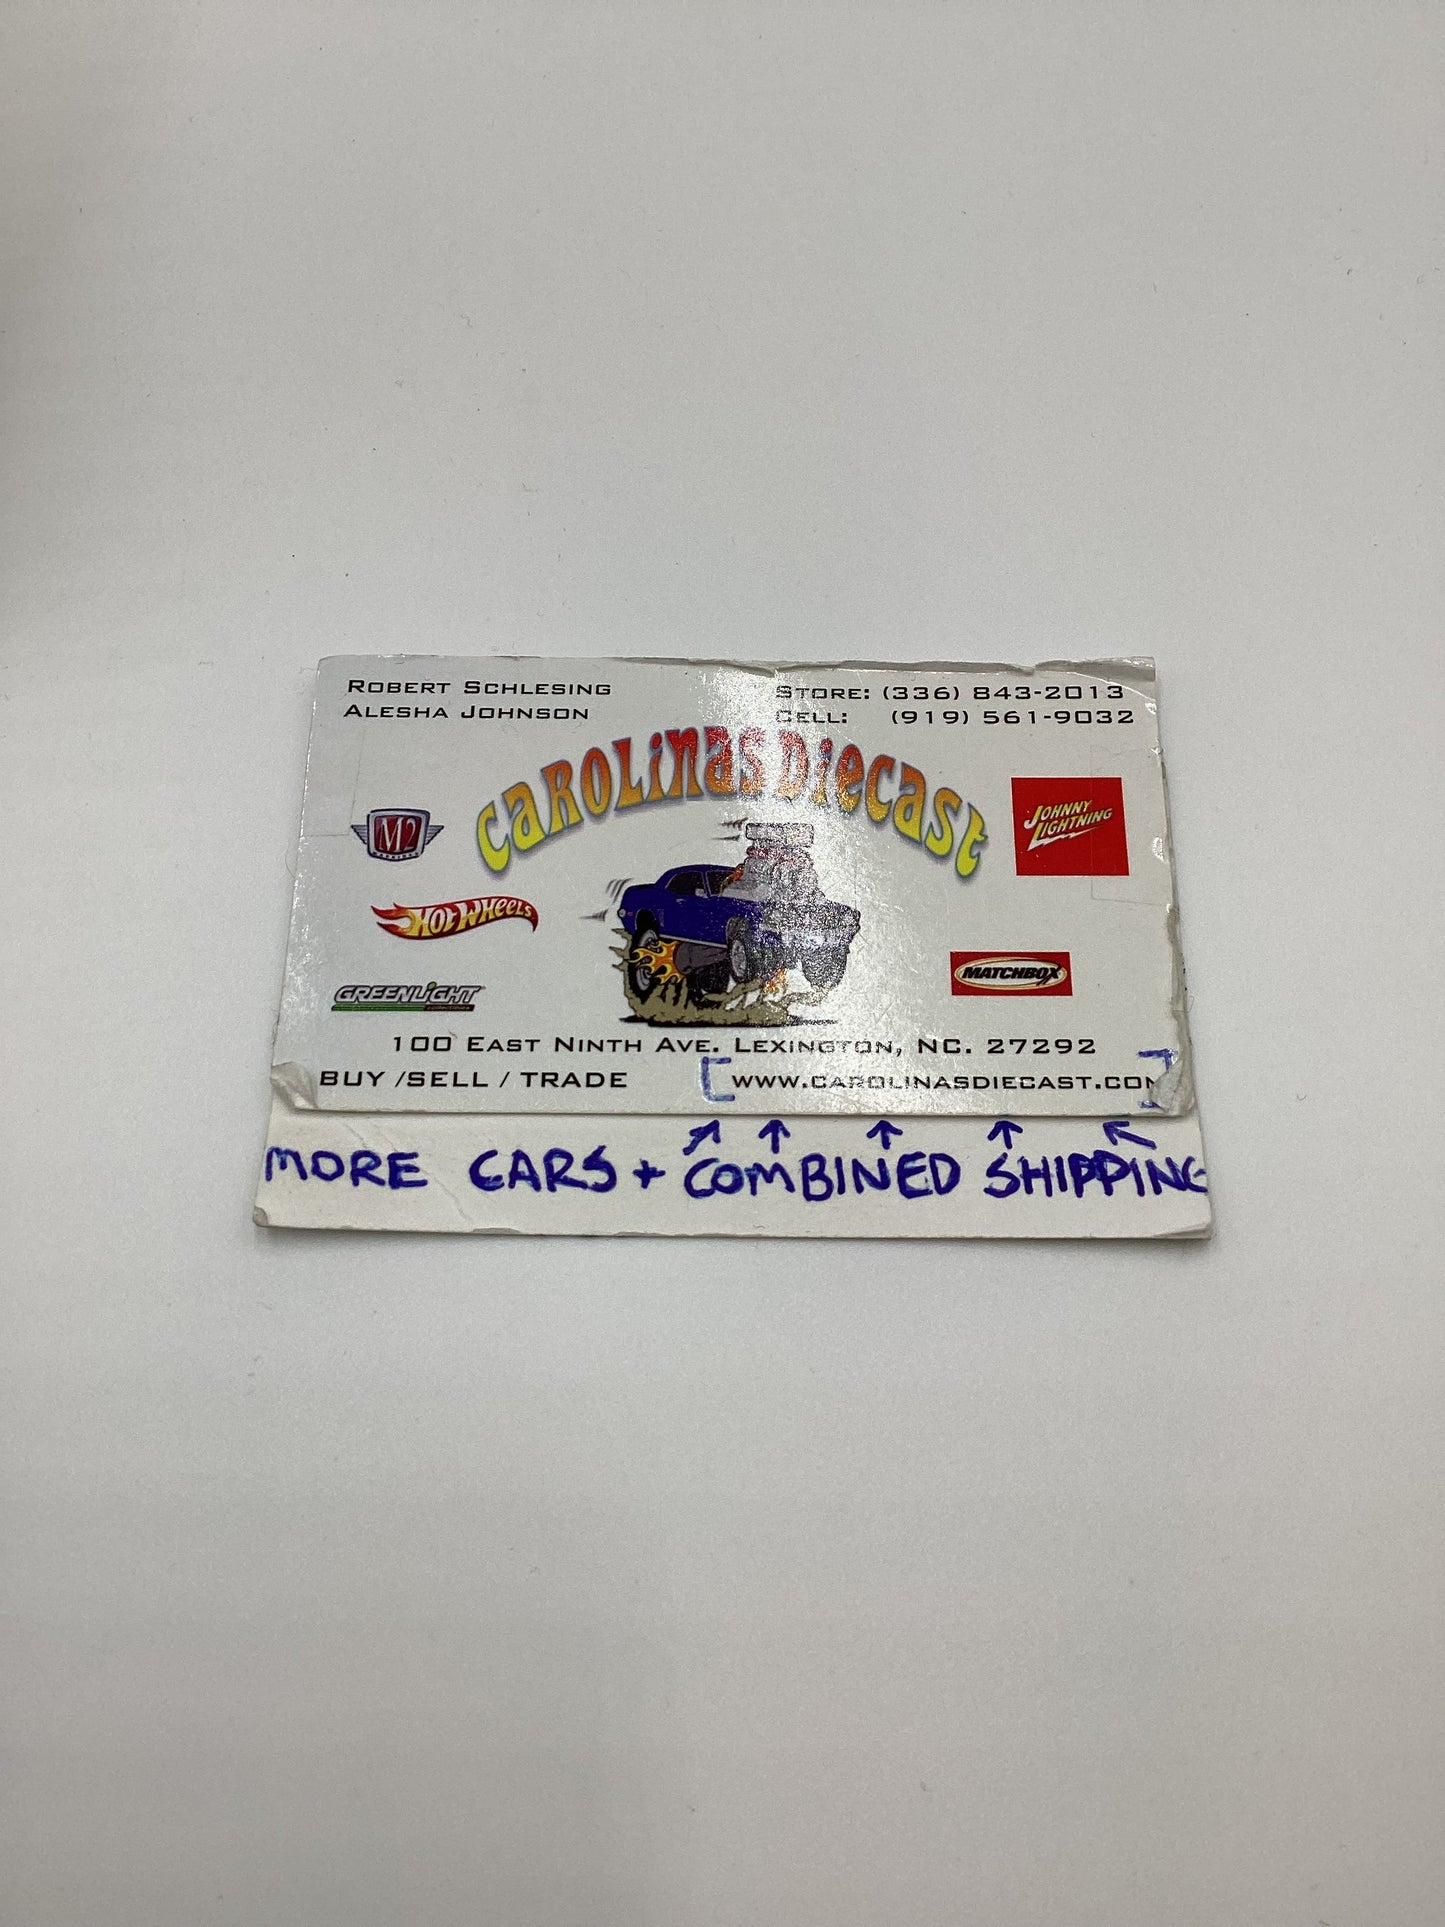 ROBERT SCHLESING STORE: (336) 843-2013
ALESHA JOHNSON CELL: (919) 561-9032
CAROLINAS DIECAST
M2
JOHNNY
LIGHTNING
HOT WHEELS
MATCHBOX
GREENLIGHT
100 EAST NINTH AVE. LEXINGTON, NC. 27292
BUY /SELL / TRADE [WWW.CAROLINASDIECAST.COM]
MORE CARS + COMBINED SHIPPING